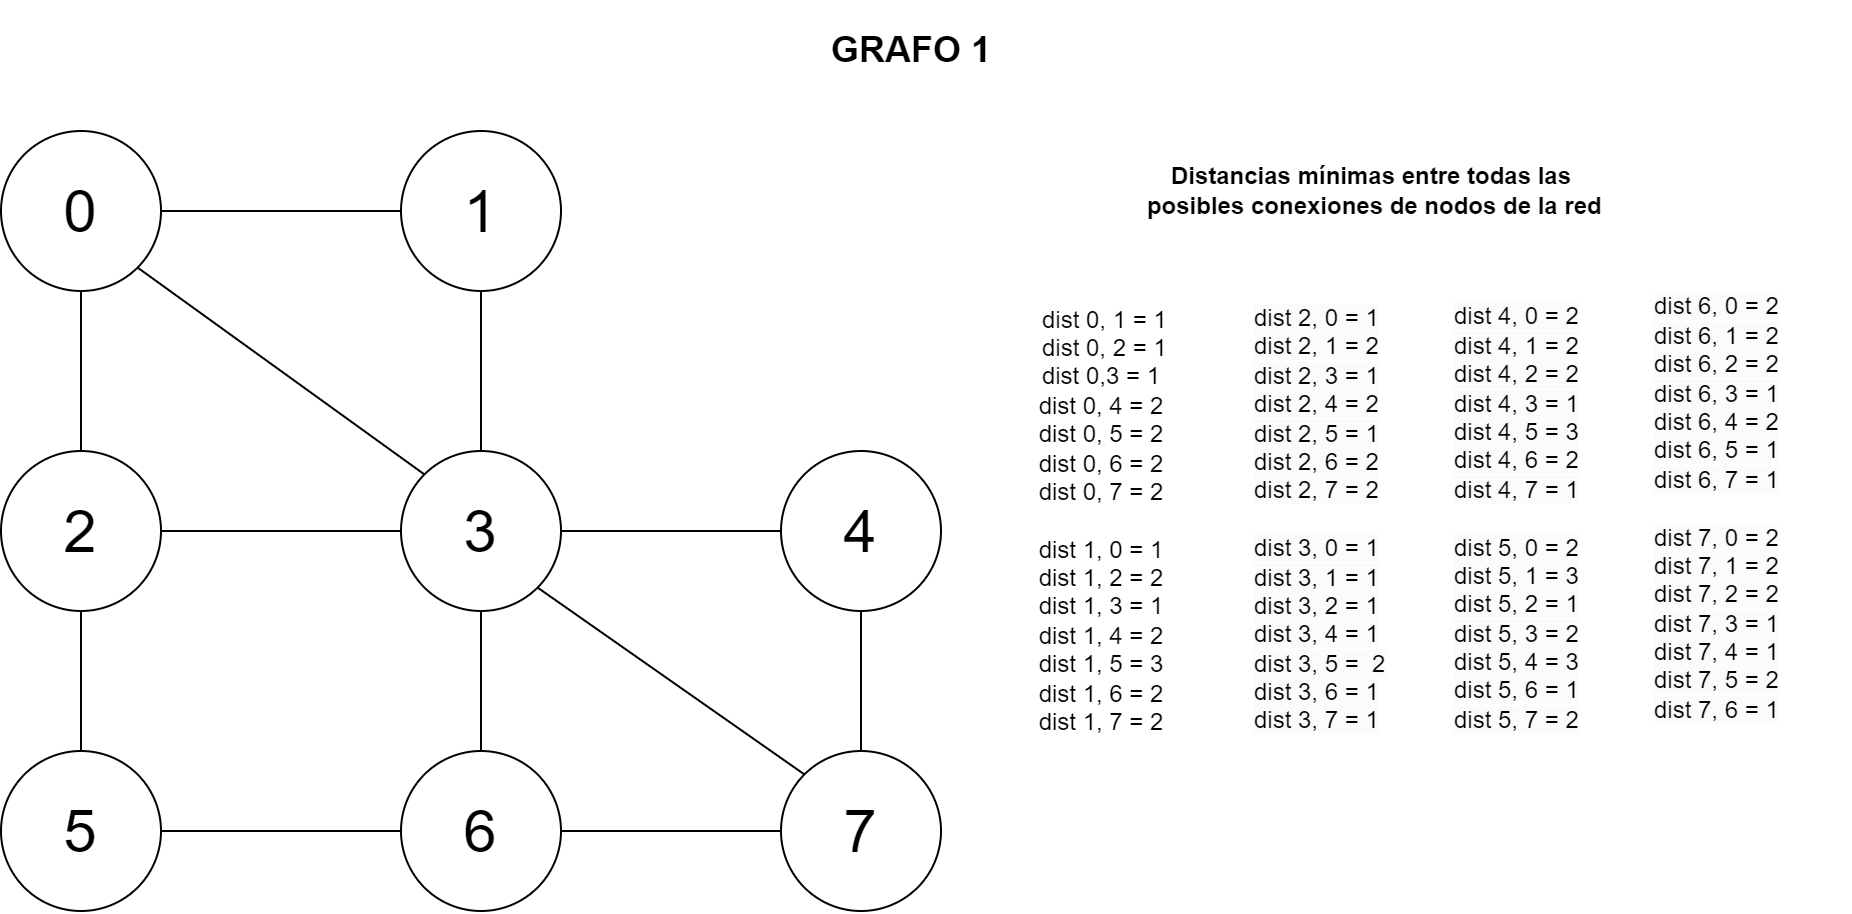 GRAFO 1
0
1
2
3
4
5
6
7
Distancias mínimas entre todas las
posibles conexiones de nodos de la red
dist 0, 1 = 1
dist 0, 2 = 1
dist 0,3 = 1
dist 0, 4 = 2
dist 0, 5 = 2
dist 0, 6 = 2
dist 0, 7 = 2
dist 1, 0 = 1
dist 1, 2 = 2
dist 1, 3 = 1
dist 1, 4 = 2
dist 1, 5 = 3
dist 1, 6 = 2
dist 1, 7 = 2
dist 2, 0 = 1
dist 2, 1 = 2
dist 2, 3 = 1
dist 2, 4 = 2
dist 2, 5 = 1
dist 2, 6 = 2
dist 2, 7 = 2
dist 3, 0 = 1
dist 3, 1 = 1
dist 3, 2 = 1
dist 3, 4 = 1
dist 3, 5 =  2
dist 3, 6 = 1
dist 3, 7 = 1
dist 4, 0 = 2
dist 4, 1 = 2
dist 4, 2 = 2
dist 4, 3 = 1
dist 4, 5 = 3
dist 4, 6 = 2
dist 4, 7 = 1
dist 5, 0 = 2
dist 5, 1 = 3
dist 5, 2 = 1
dist 5, 3 = 2
dist 5, 4 = 3
dist 5, 6 = 1
dist 5, 7 = 2
dist 6, 0 = 2
dist 6, 1 = 2
dist 6, 2 = 2
dist 6, 3 = 1
dist 6, 4 = 2
dist 6, 5 = 1
dist 6, 7 = 1
dist 7, 0 = 2
dist 7, 1 = 2
dist 7, 2 = 2
dist 7, 3 = 1
dist 7, 4 = 1
dist 7, 5 = 2
dist 7, 6 = 1